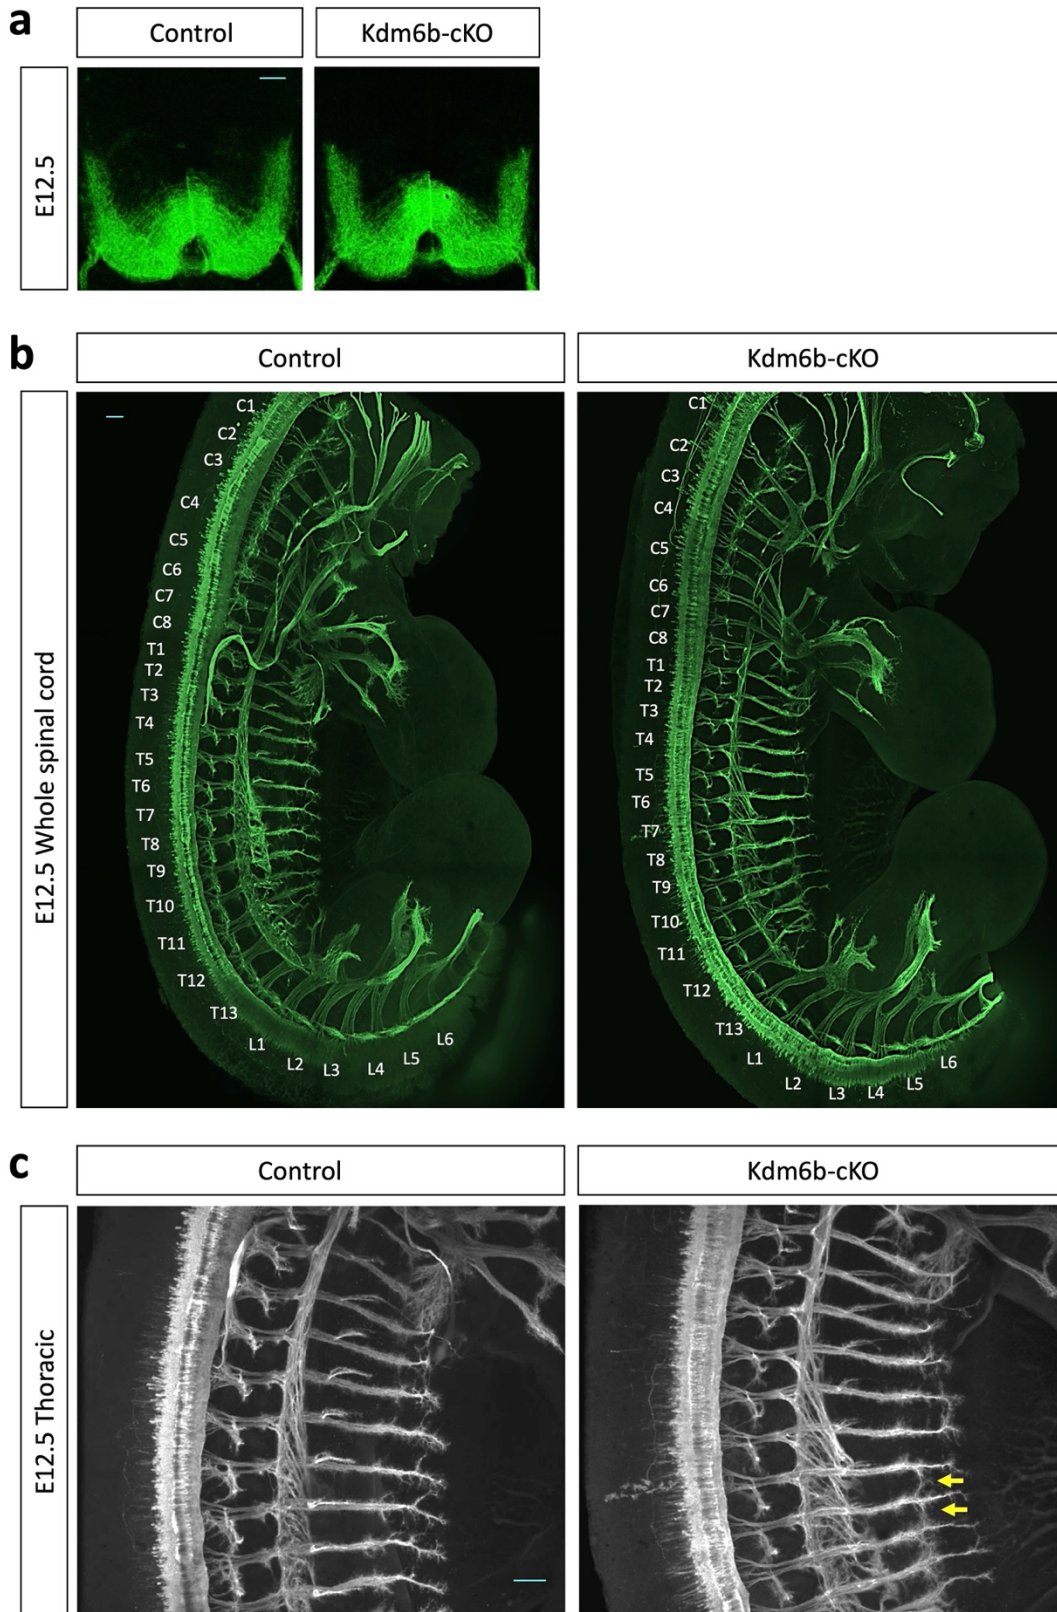 a
Control
Kdm6b-cKO
E12.5
b
Control
Kdm6b-cKO
E12.5 Whole spinal cord
C1
C2
C3
C4
C5
C6
C7
C8
T1
T2
T3
T4
T5
T6
T7
T8
T9
T10
T11
T12
T13
L1
L2
L3
L4
L5
L6
C1
C2
C3
C4
C5
C6
C7
C8
T1
T2
T3
T4
T5
T6
T7
T8
T9
T10
T11
T12
T13
L1
L2
L3
L4
L5
L6
c
Control
Kdm6b-cKO
E12.5 Thoracic